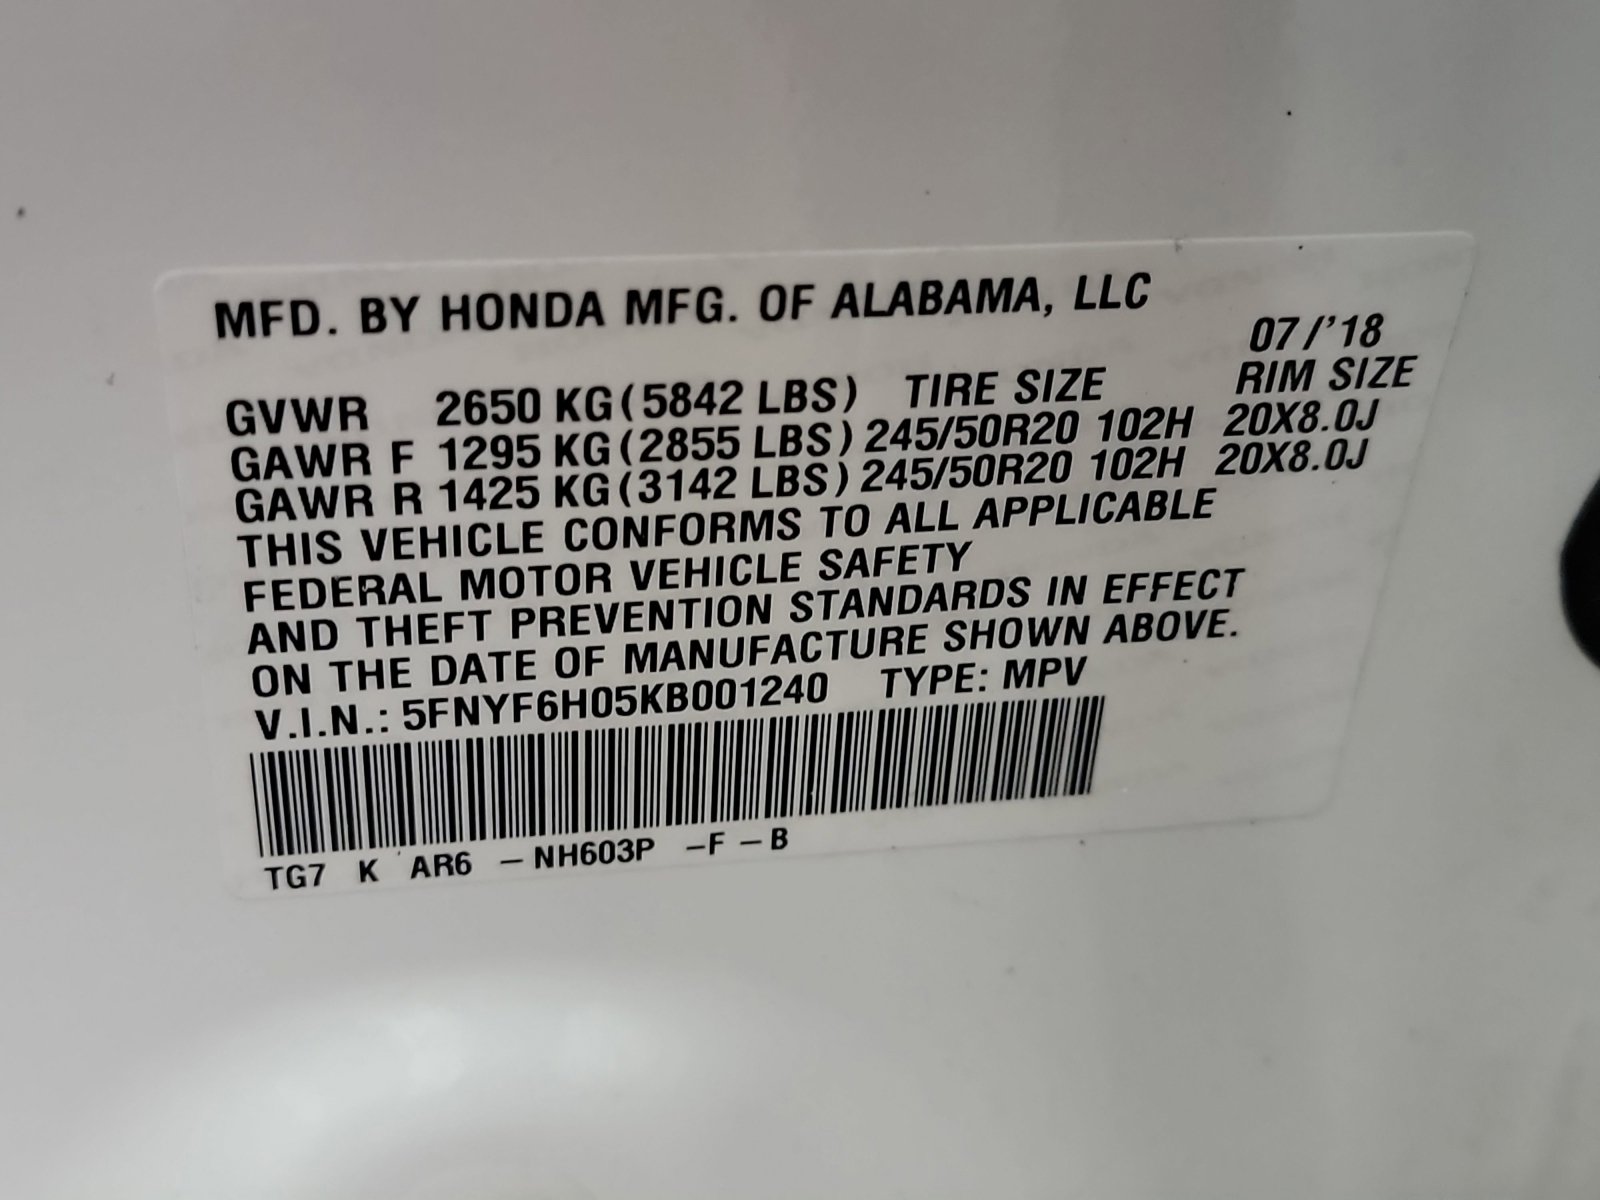 MFD. BY HONDA MFG. OF ALABAMA, LLC
07/'18
GVWR 2650 KG(5842 LBS) TIRE SIZE RIM SIZE
GAWR F 1295 KG(2855 LBS) 245/50R20 102H 20X8.0J
GAWR R 1425 KG(3142 LBS) 245/50R20 102H 20X8.0J
THIS VEHICLE CONFORMS TO ALL APPLICABLE
FEDERAL MOTOR VEHICLE SAFETY
AND THEFT PREVENTION STANDARDS IN EFFECT
ON THE DATE OF MANUFACTURE SHOWN ABOVE.
V.I.N.: 5FNYF6H05KB001240 TYPE: MPV
TG7 K AR6 -NH603P -F-B